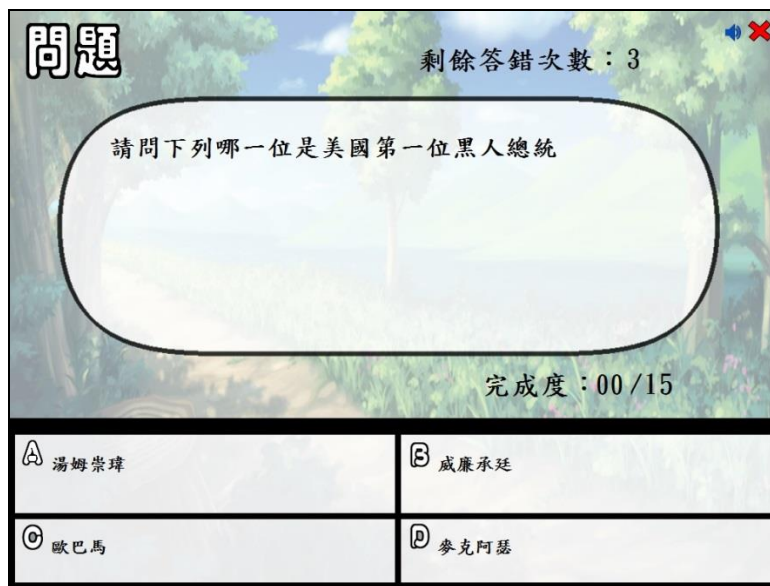 問題
剩餘答錯次數：3
請問下列哪一位是美國第一位黑人總統
完成度：00/15
A 湯姆崇瑋
B 威廉承廷
C 歐巴馬
D 麥克阿瑟